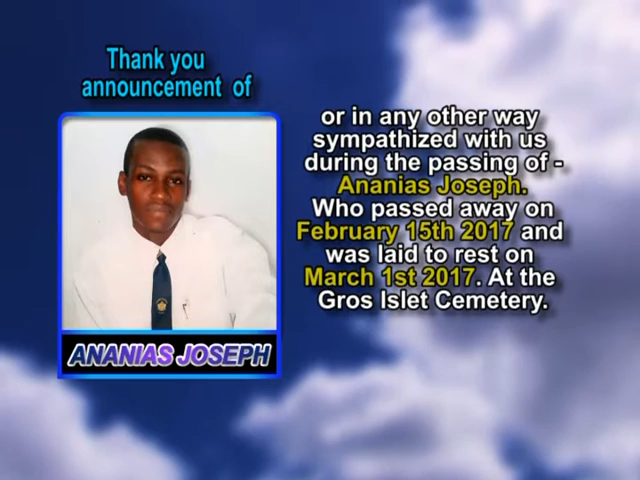 Thank you
announcement of
ANANIAS JOSEPH
or in any other way
sympathized with us
during the passing of -
Ananias Joseph.
Who passed away on
February 15th 2017 and
was laid to rest on
March 1st 2017. At the
Gros Islet Cemetery.